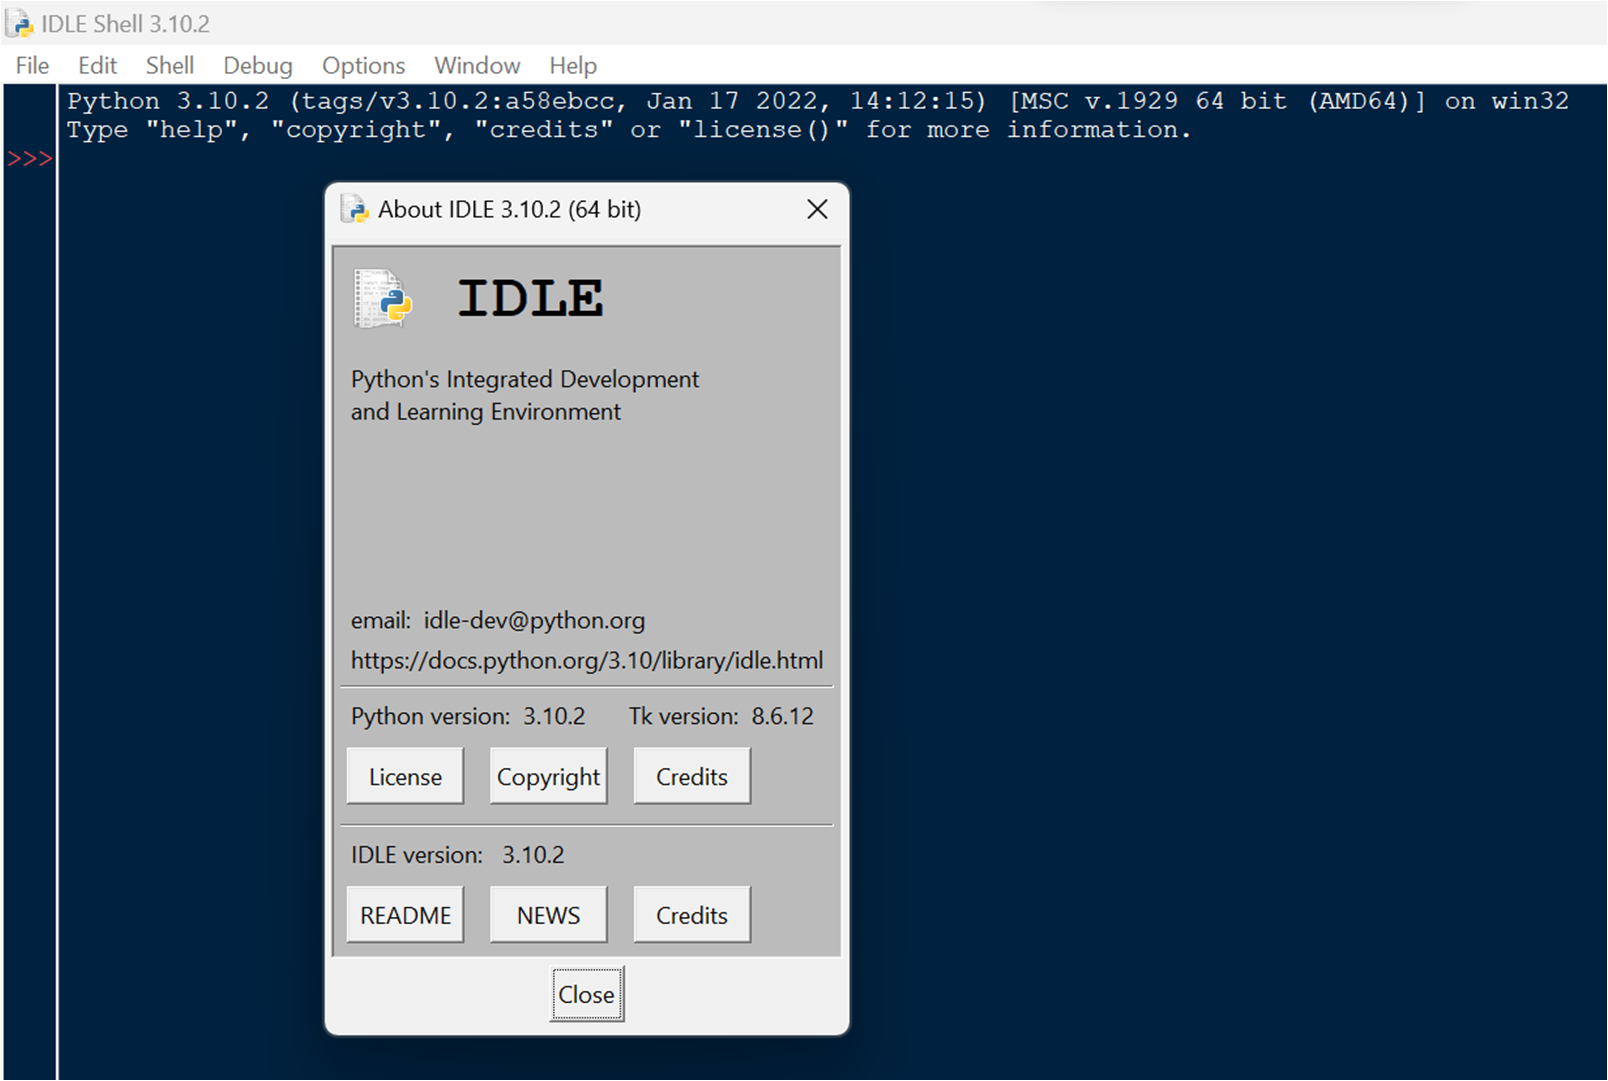 IDLE Shell 3.10.2
File Edit Shell Debug Options Window Help
Python 3.10.2 (tags/v3.10.2:a58ebcc, Jan 17 2022, 14:12:15) [MSC v.1929 64 bit (AMD64)] on win32
Type "help", "copyright", "credits" or "license()" for more information.
>>>
About IDLE 3.10.2 (64 bit)
IDLE
Python's Integrated Development
and Learning Environment
email: idle-dev@python.org
https://docs.python.org/3.10/library/idle.html
Python version: 3.10.2 Tk version: 8.6.12
License Copyright Credits
IDLE version: 3.10.2
README NEWS Credits
Close